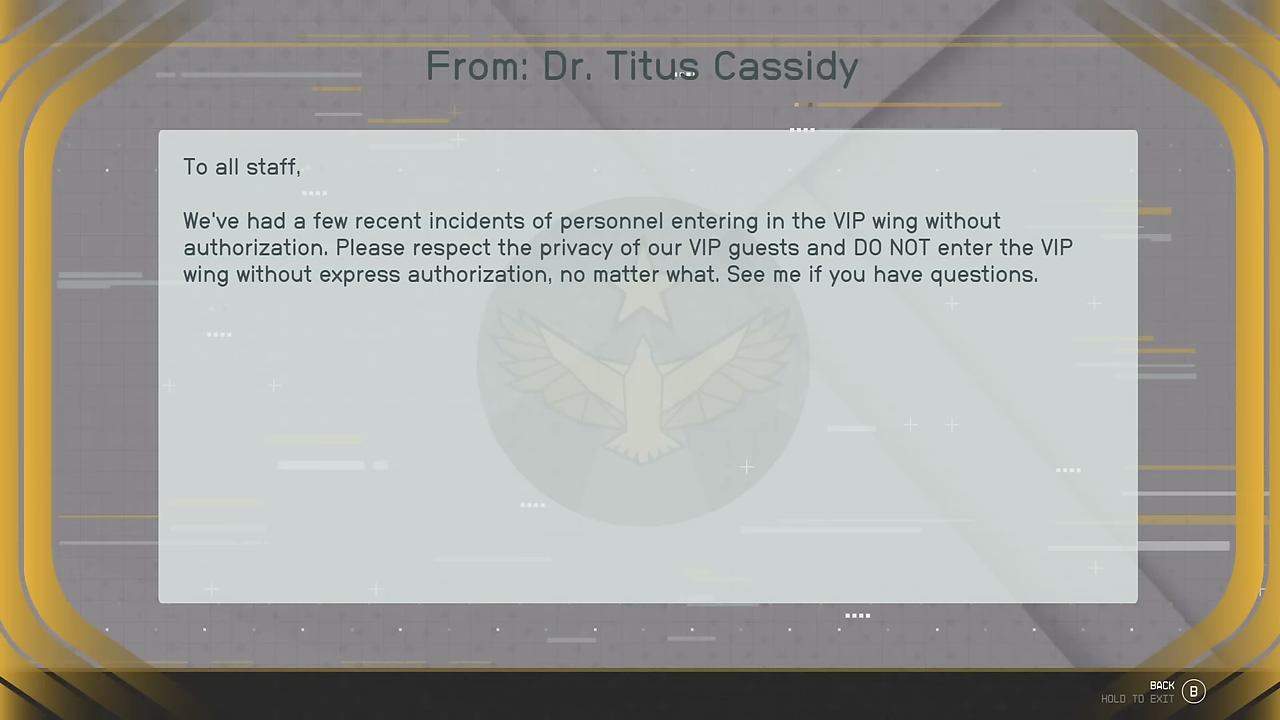 From: Dr. Titus Cassidy
To all staff,
We've had a few recent incidents of personnel entering in the VIP wing without
authorization. Please respect the privacy of our VIP guests and DO NOT enter the VIP
wing without express authorization, no matter what. See me if you have questions.
BACK
HOLD TO EXIT
B